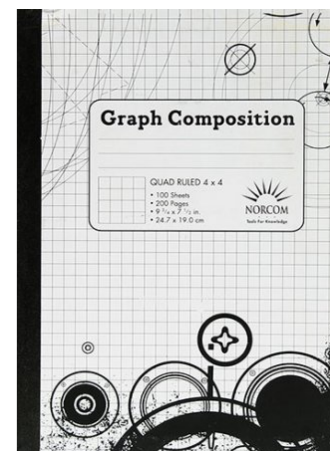 Graph Composition
QUAD RULED 4 x 4
• 100 Sheets
• 200 Pages
• 9 3/4 x 7 1/2 in.
• 24.7 x 19.0 cm
NORCOM
Tools For Knowledge